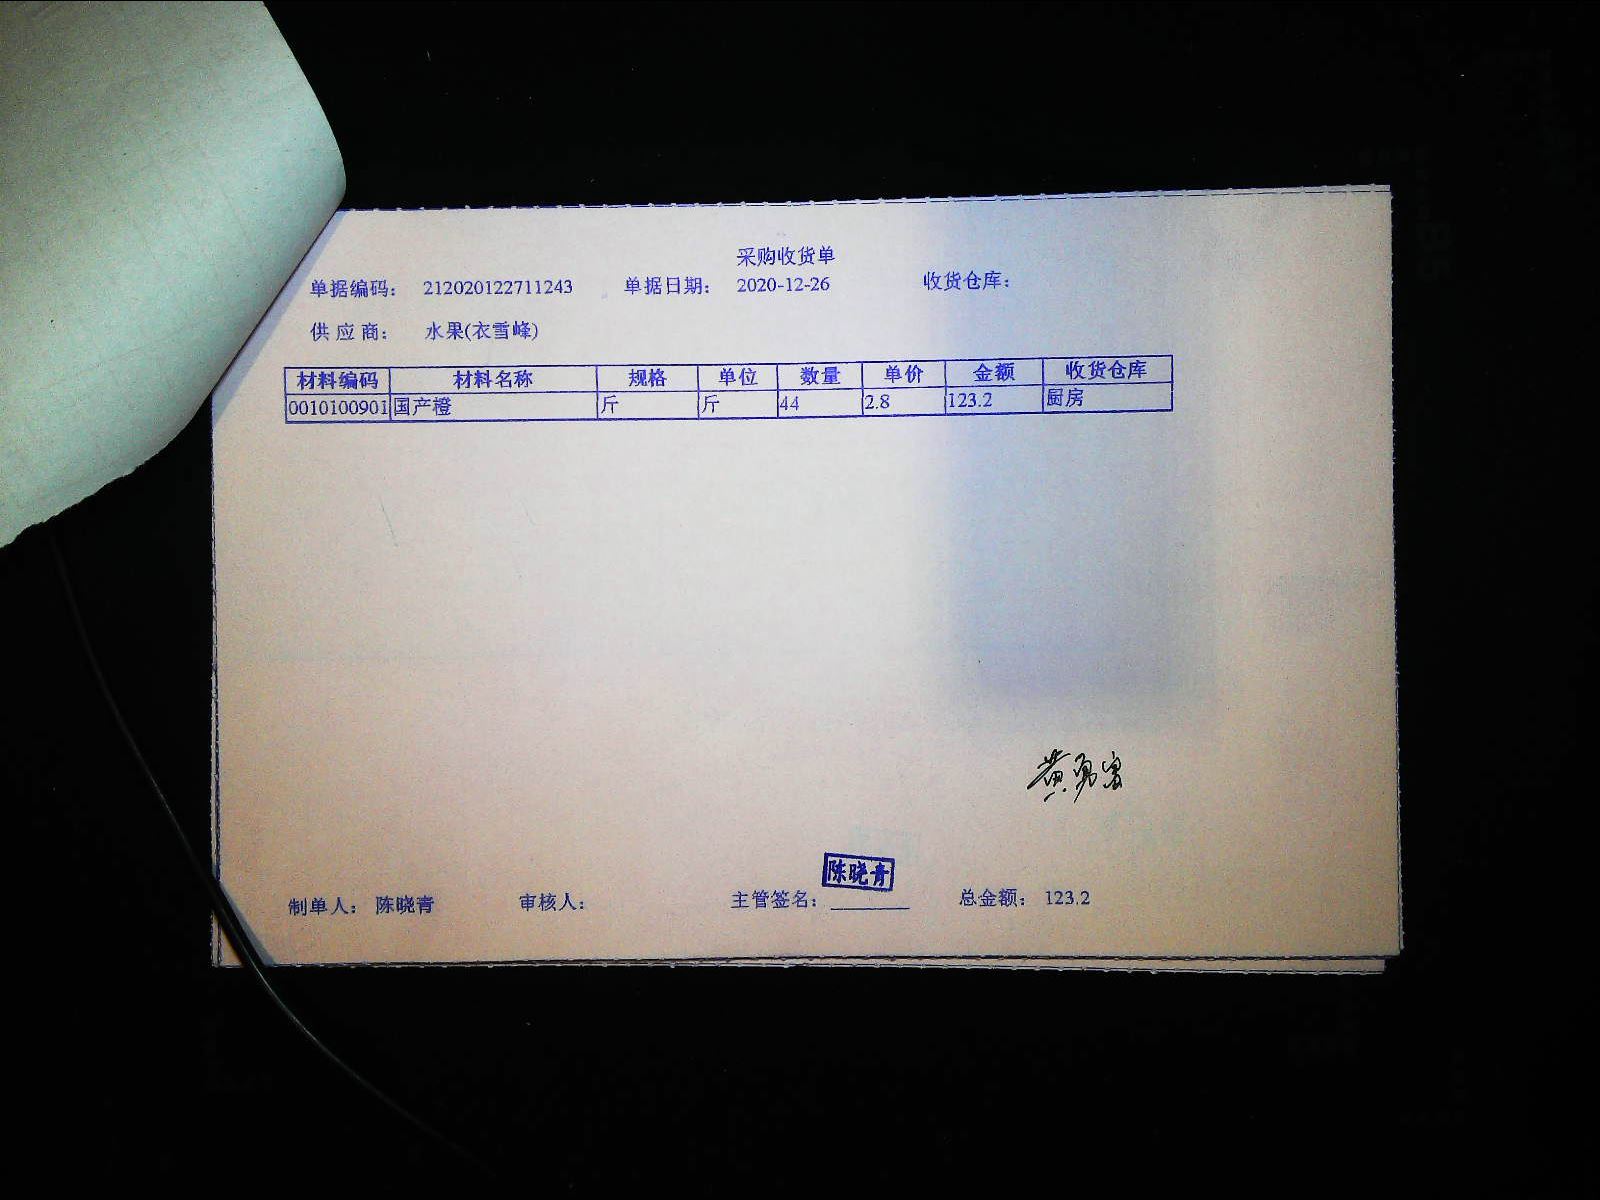 采购收货单
单据编码： 212020122711243 单据日期： 2020-12-26 收货仓库：
供应商： 水果(衣雪峰)
材料编码 材料名称 规格 单位 数量 单价 金额 收货仓库
0010100901 国产橙 斤 斤 44 2.8 123.2 厨房
黄勇
陈晓青
制单人： 陈晓青 审核人： 主管签名： 总金额： 123.2